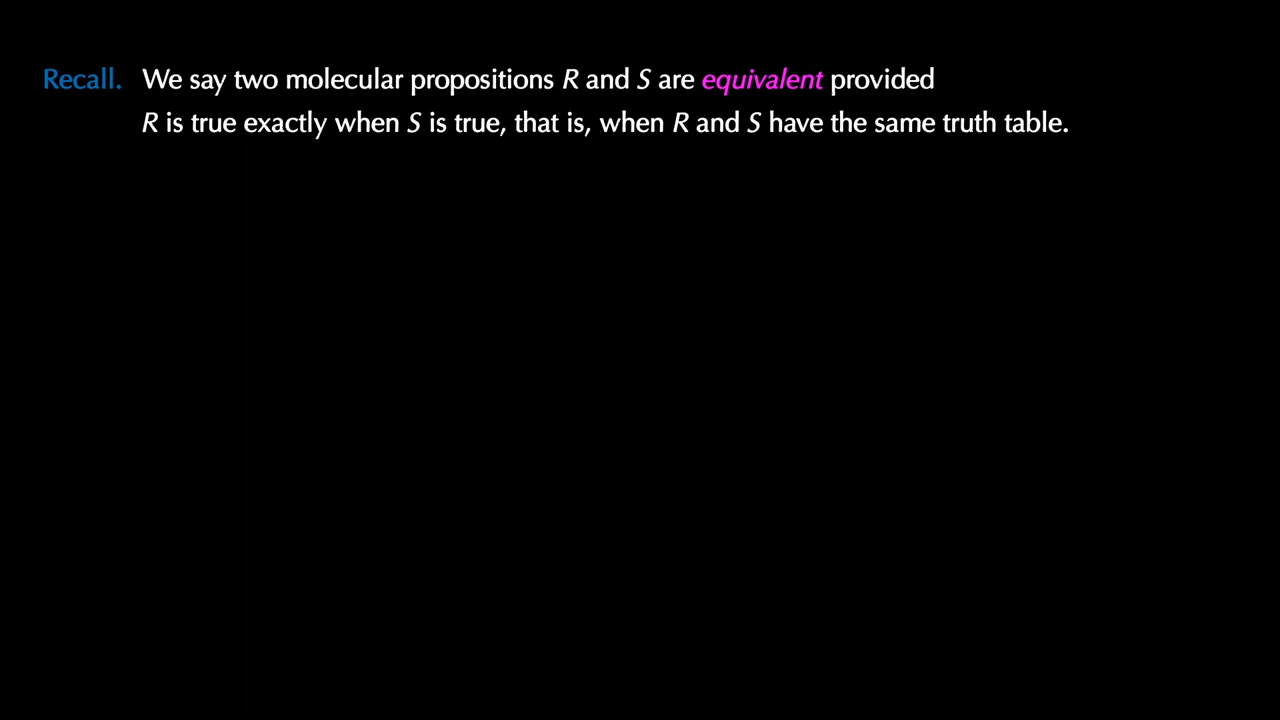 Recall. We say two molecular propositions R and S are equivalent provided
R is true exactly when S is true, that is, when R and S have the same truth table.